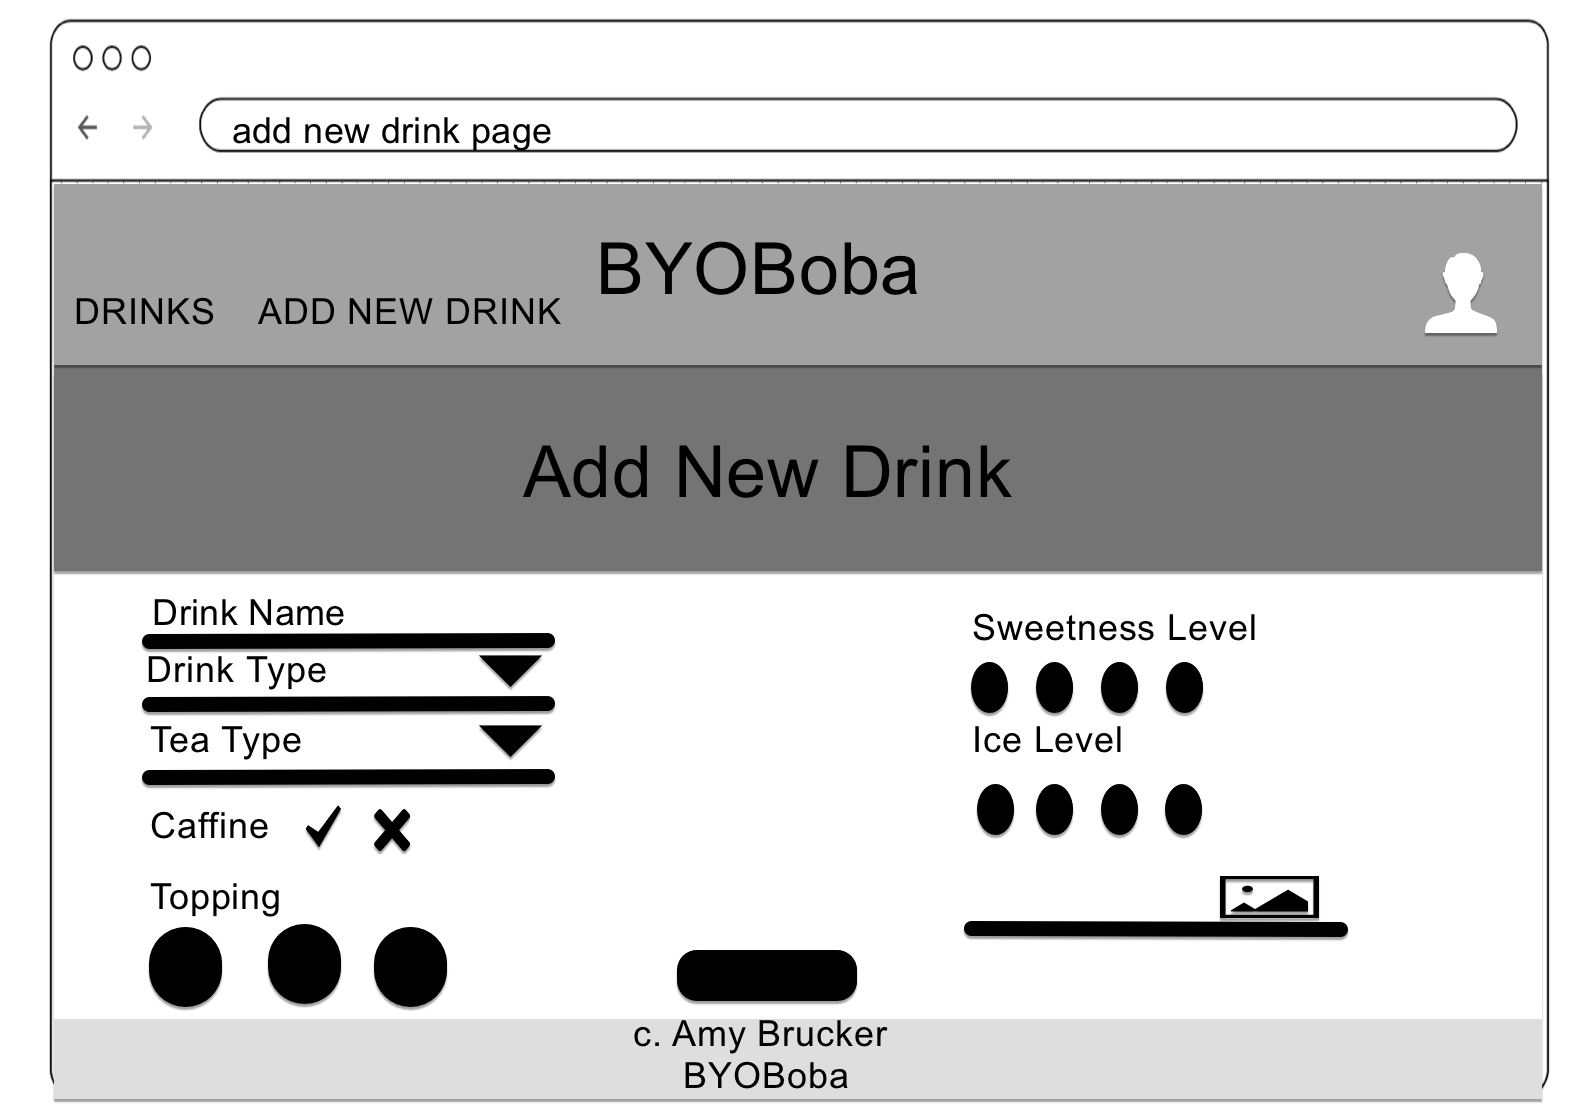 add new drink page
BYOBoba
DRINKS ADD NEW DRINK
Add New Drink
Drink Name
Drink Type
Tea Type
Caffine
Topping
Sweetness Level
Ice Level
c. Amy Brucker
BYOBoba